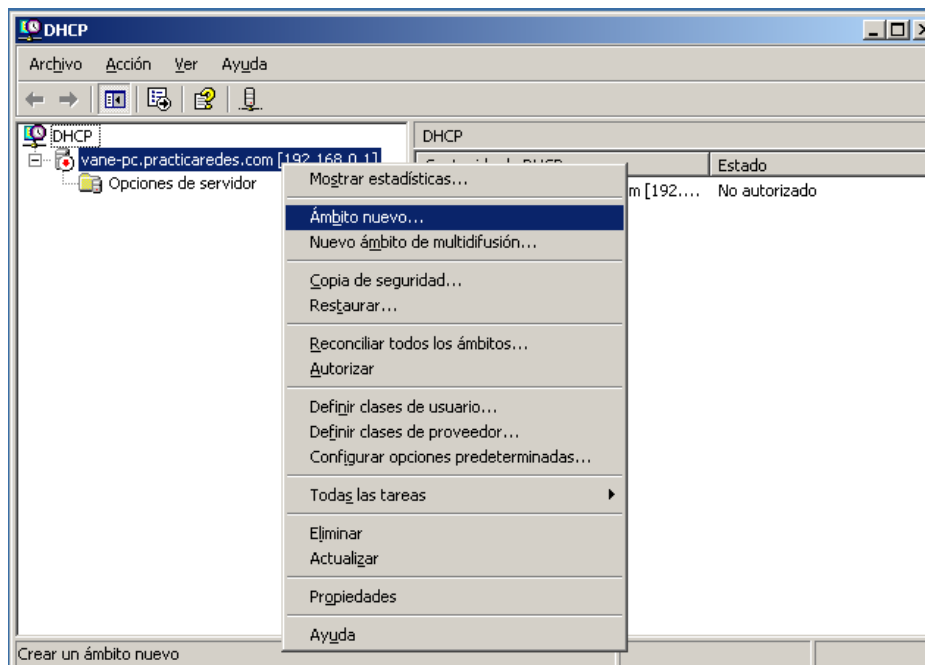 DHCP
Archivo Acción Ver Ayuda
DHCP
DHCP
vane-pc.practicaredes.com [192.168.0.1]
Estado
Opciones de servidor
m [192.... No autorizado
Mostrar estadísticas...
Ámbito nuevo...
Nuevo ámbito de multidifusión...
Copia de seguridad...
Restaurar...
Reconciliar todos los ámbitos...
Autorizar
Definir clases de usuario...
Definir clases de proveedor...
Configurar opciones predeterminadas...
Todas las tareas
Eliminar
Actualizar
Propiedades
Ayuda
Crear un ámbito nuevo